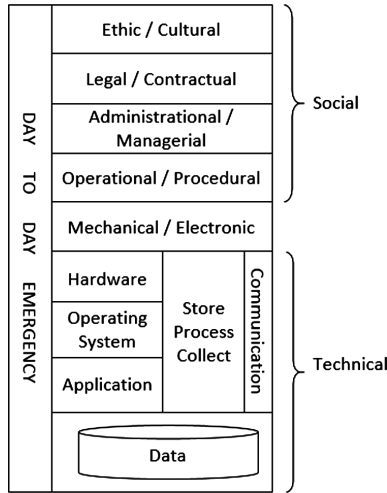 DAY TO DAY EMERGENCY
Ethic / Cultural
Legal / Contractual
Administrational /
Managerial
Operational / Procedural
Social
Mechanical / Electronic
Hardware
Operating
System
Application
Store
Process
Collect
Communication
Technical
Data